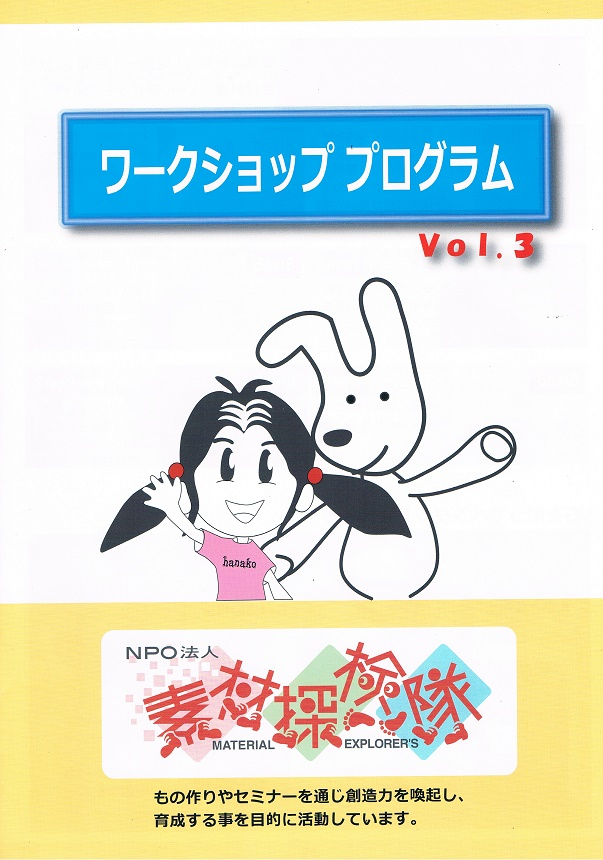 ワークショップ プログラム
Vol.3
hanako
NPO法人
素材探検隊
MATERIAL EXPLORER'S
もの作りやセミナーを通じ創造力を喚起し、
育成する事を目的に活動しています。